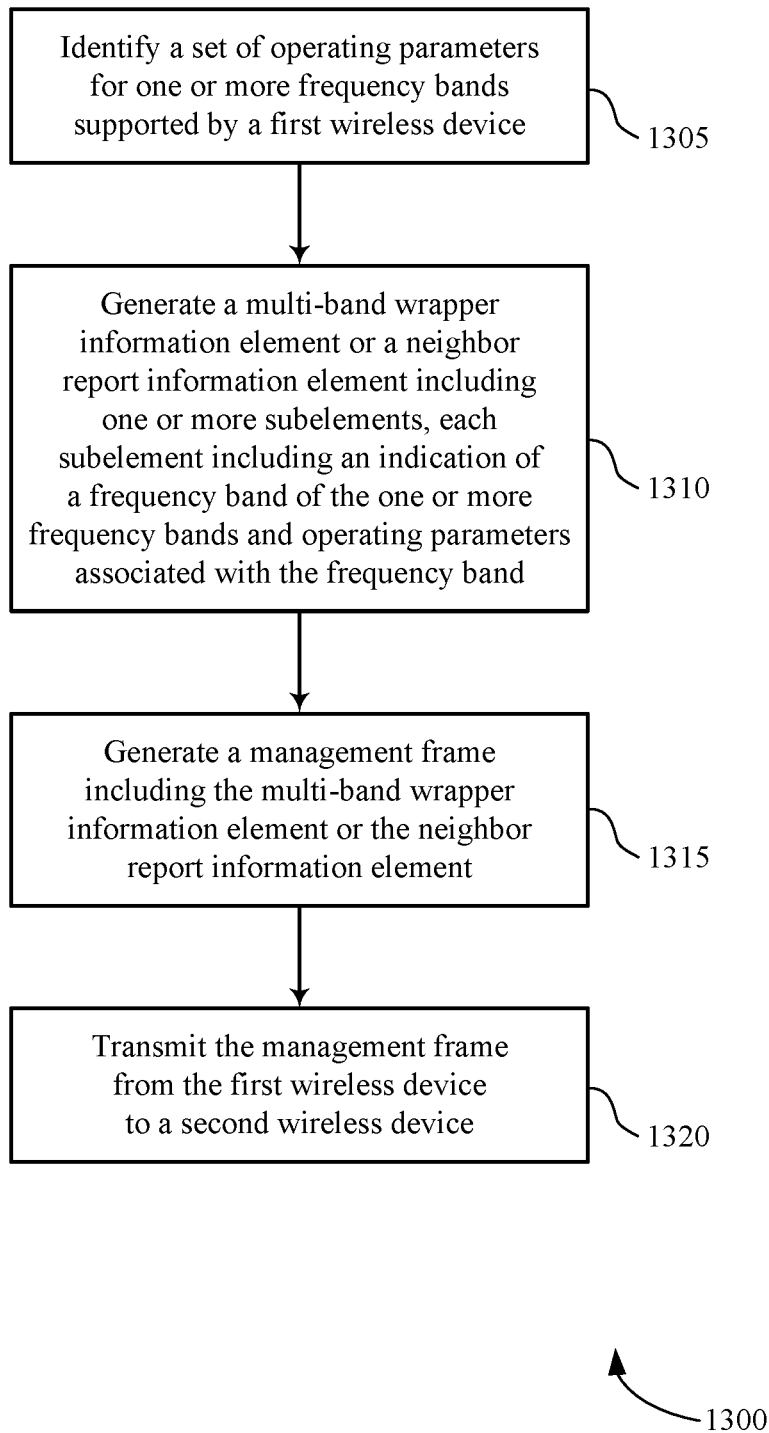 Identify a set of operating parameters
for one or more frequency bands
supported by a first wireless device
1305
Generate a multi-band wrapper
information element or a neighbor
report information element including
one or more subelements, each
subelement including an indication of
a frequency band of the one or more
frequency bands and operating parameters
associated with the frequency band
1310
Generate a management frame
including the multi-band wrapper
information element or the neighbor
report information element
1315
Transmit the management frame
from the first wireless device
to a second wireless device
1320
1300